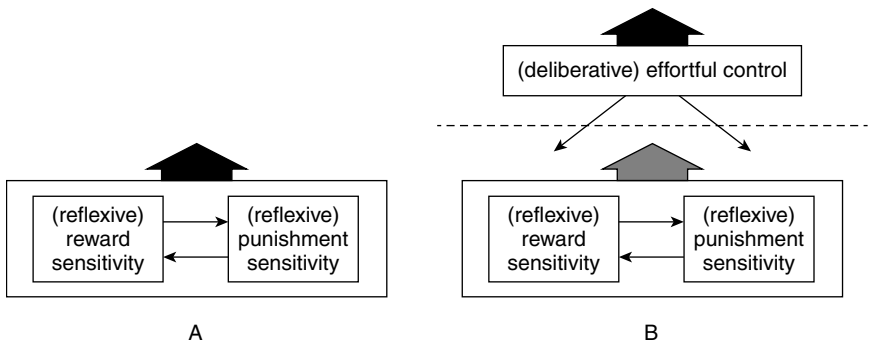 (deliberative) effortful control
(reflexive)
reward
sensitivity
(reflexive)
punishment
sensitivity
(reflexive)
reward
sensitivity
(reflexive)
punishment
sensitivity
A
B